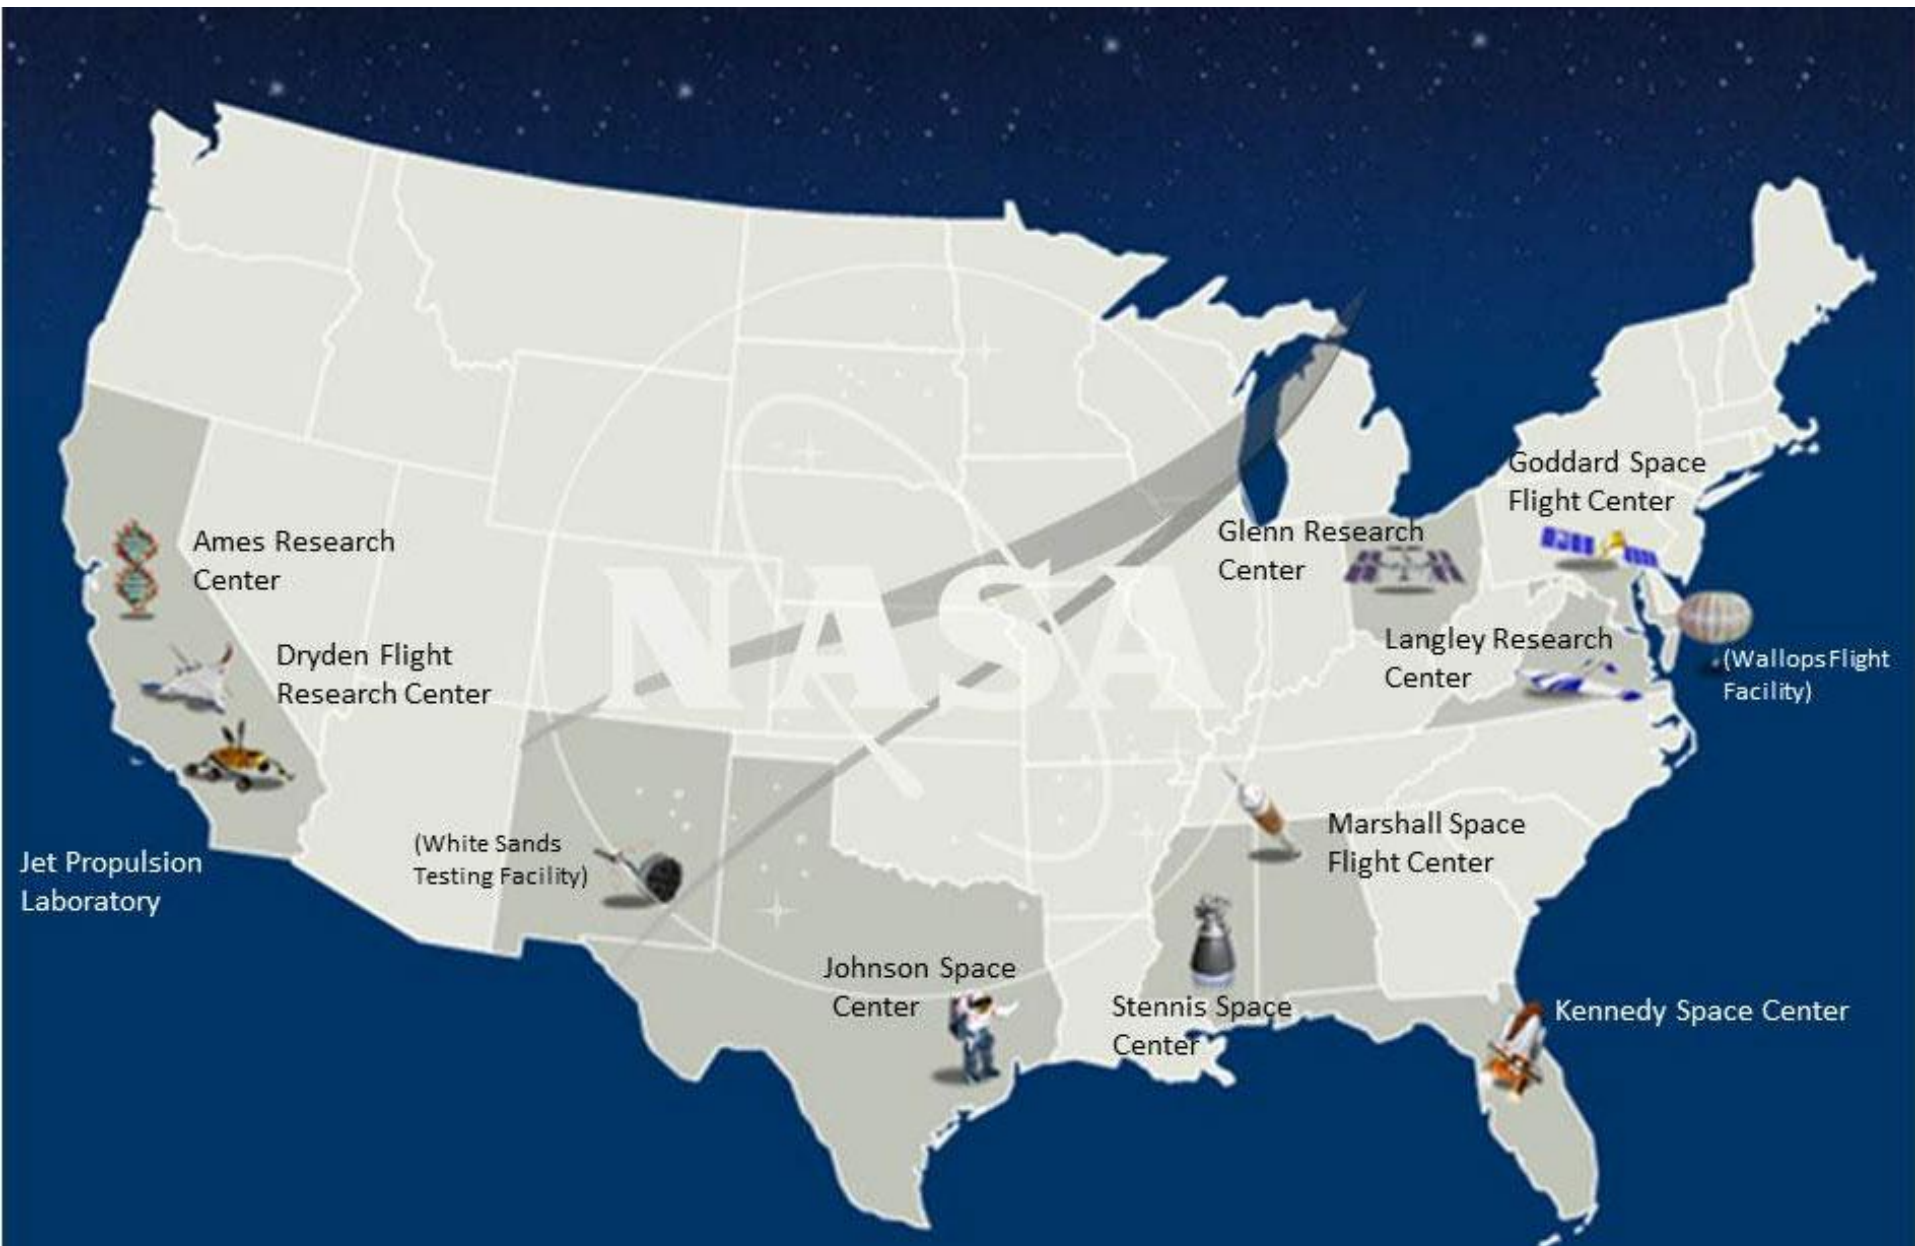 Goddard Space
Flight Center
Glenn Research
Center
Ames Research
Center
NASA
Langley Research
Center
Dryden Flight
Research Center
(Wallops Flight
Facility)
Marshall Space
Flight Center
(White Sands
Testing Facility)
Jet Propulsion
Laboratory
Johnson Space
Center
Stennis Space
Center
Kennedy Space Center